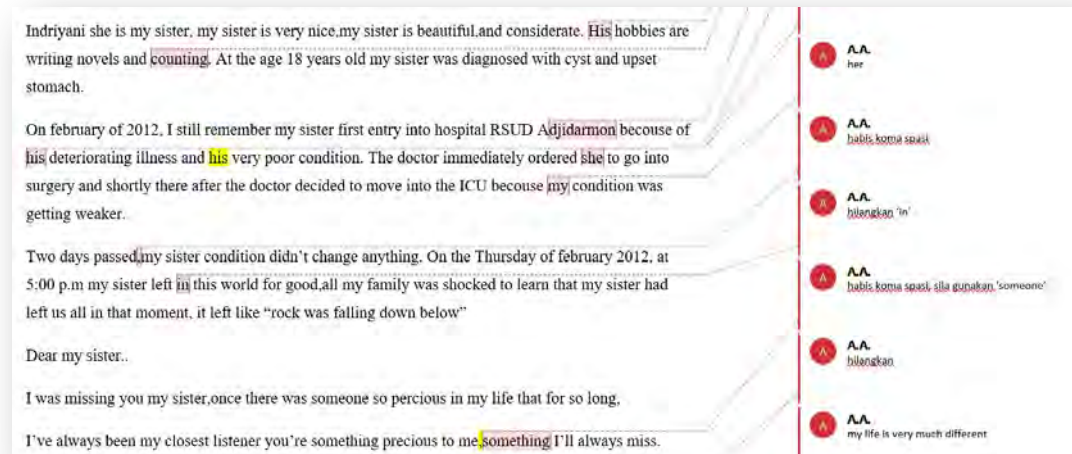 Indriyani she is my sister, my sister is very nice,my sister is beautiful,and considerate. His hobbies are
writing novels and counting. At the age 18 years old my sister was diagnosed with cyst and upset
stomach.
On february of 2012, I still remember my sister first entry into hospital RSUD Adjidarmon becouse of
his deteriorating illness and his very poor condition. The doctor immediately ordered she to go into
surgery and shortly there after the doctor decided to move into the ICU becouse my condition was
getting weaker.
Two days passed,my sister condition didn't change anything. On the Thursday of february 2012, at
5:00 p.m my sister left in this world for good,all my family was shocked to learn that my sister had
left us all in that moment, it left like “rock was falling down below”
Dear my sister..
I was missing you my sister,once there was someone so percious in my life that for so long,
I've always been my closest listener you're something precious to me,something I'll always miss.
A A.A.
her
A A.A.
habis koma spasi
A A.A.
hilangkan 'in'
A A.A.
habis koma spasi, sila gunakan 'someone'
A A.A.
hilangkan
A A.A.
my life is very much different